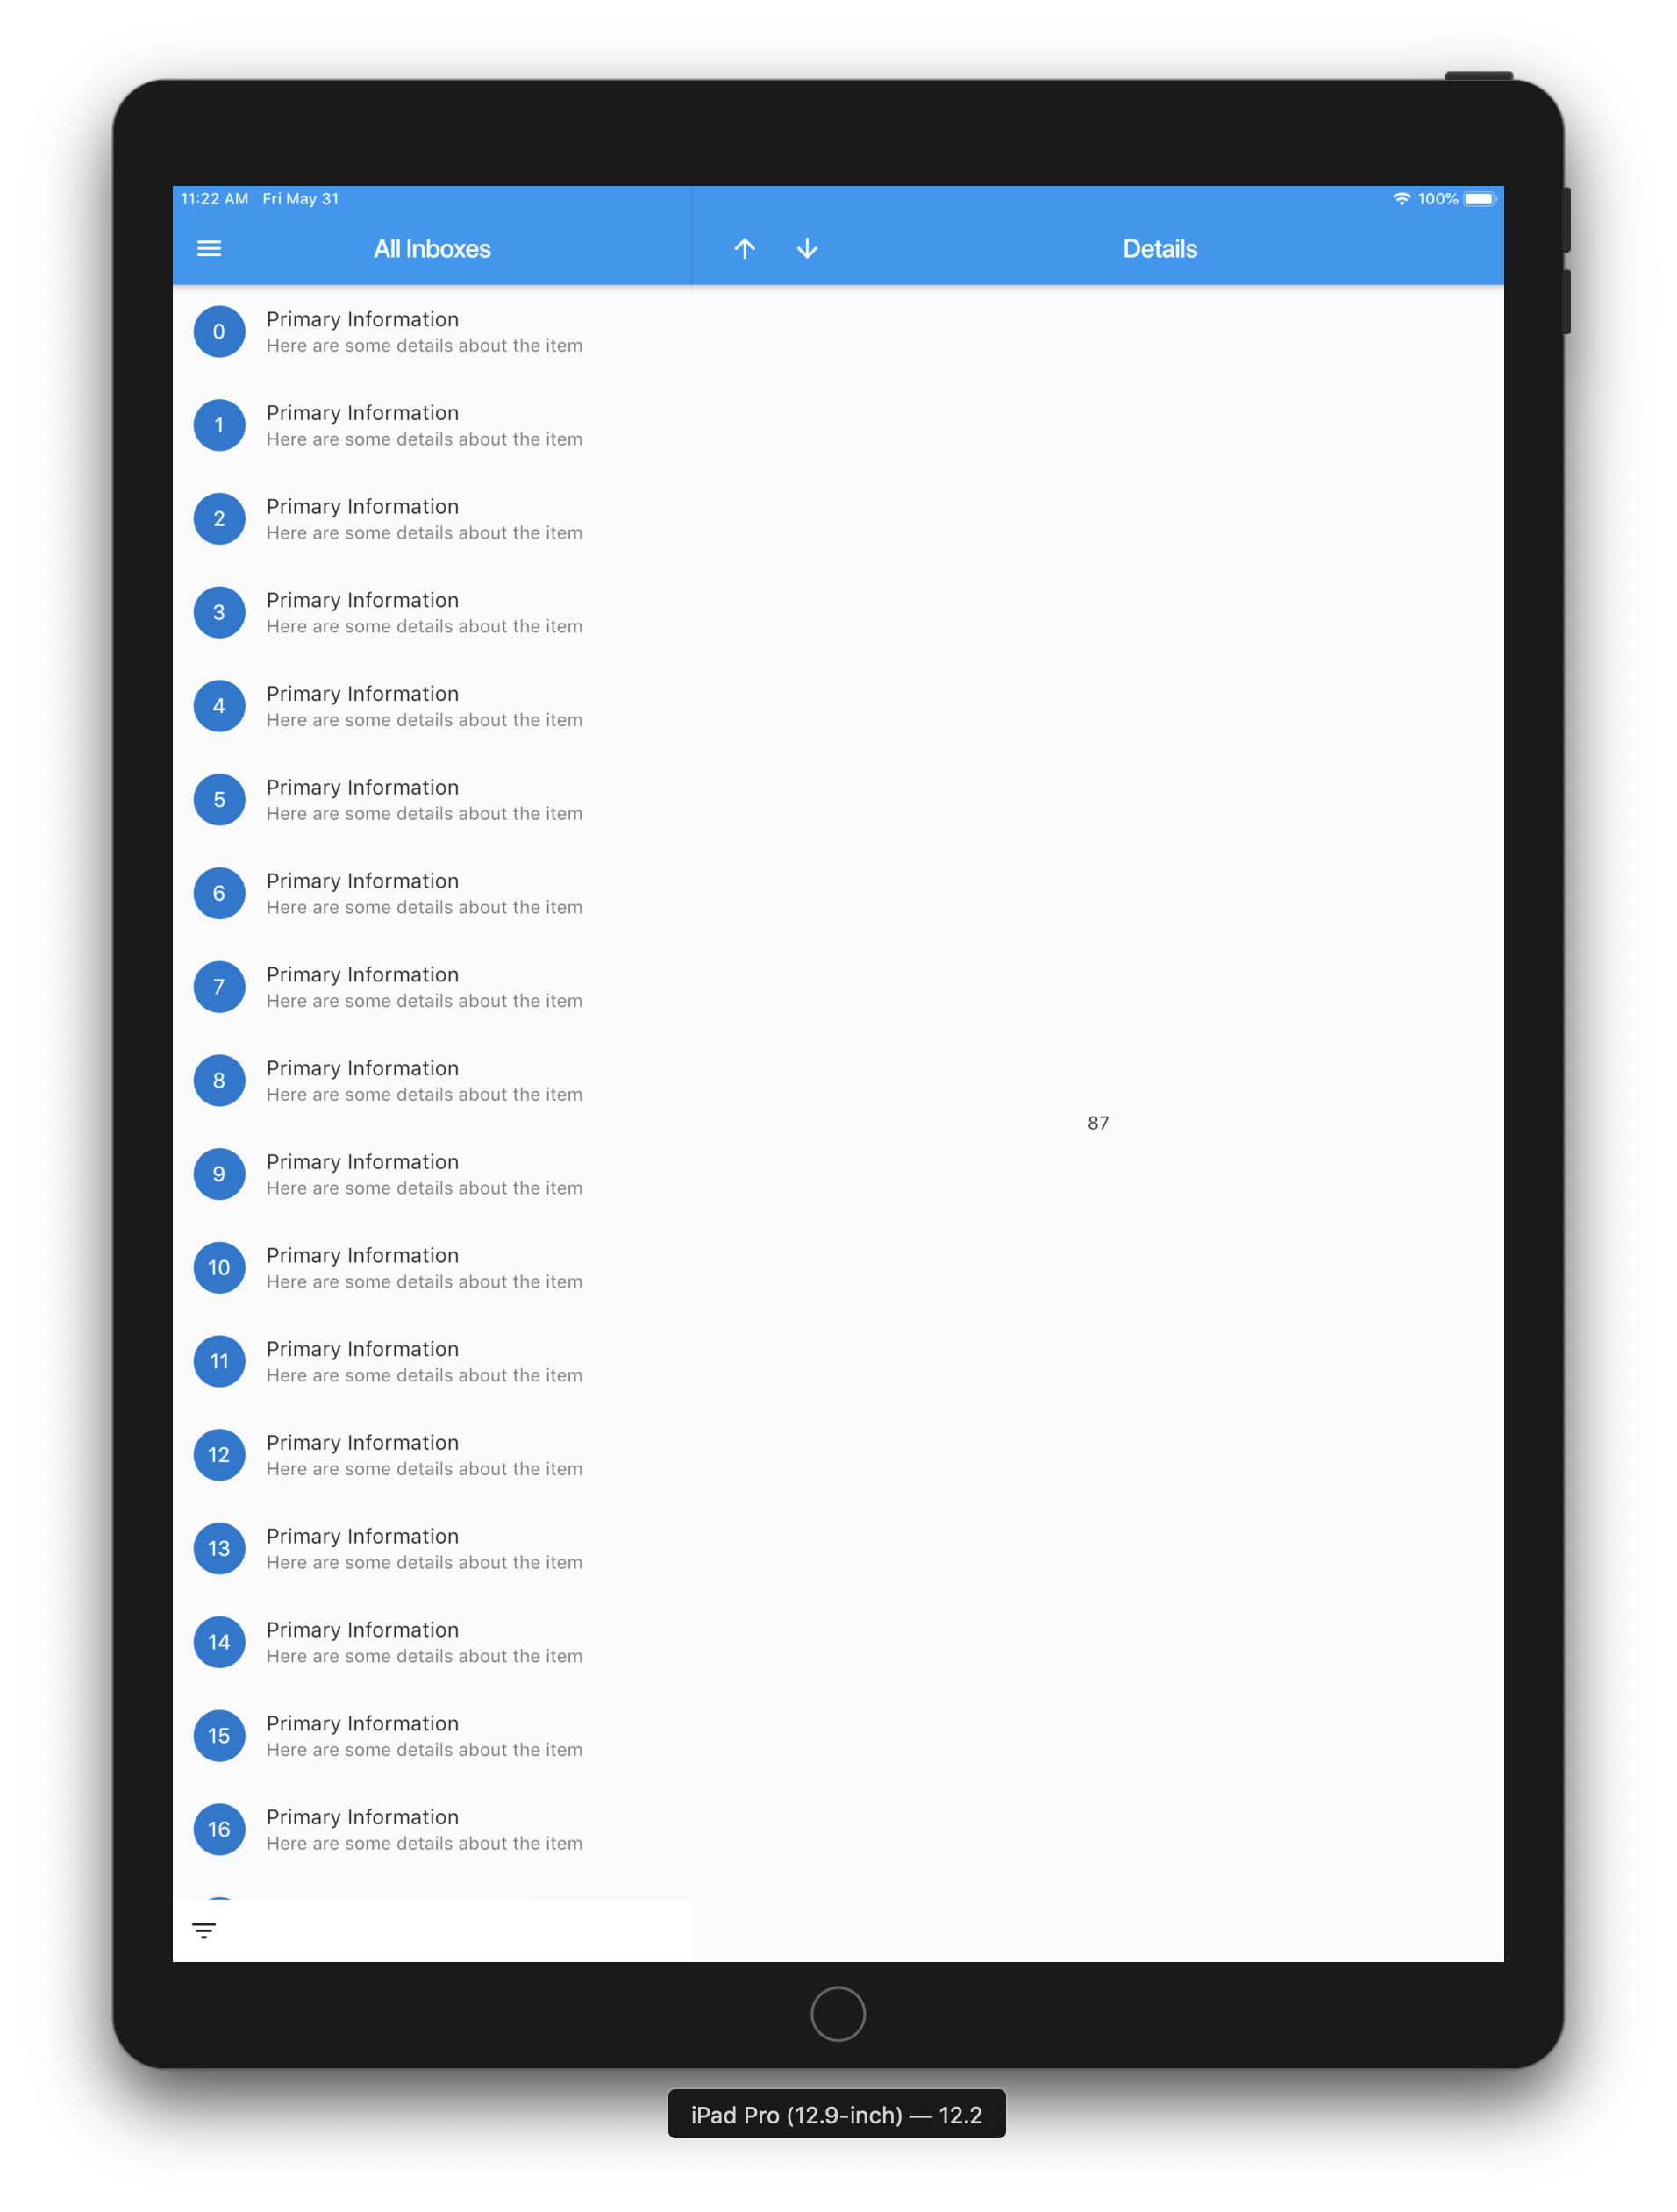 11:22 AM Fri May 31
100%
All Inboxes
Details
0
Primary Information
Here are some details about the item
1
Primary Information
Here are some details about the item
2
Primary Information
Here are some details about the item
3
Primary Information
Here are some details about the item
4
Primary Information
Here are some details about the item
5
Primary Information
Here are some details about the item
6
Primary Information
Here are some details about the item
7
Primary Information
Here are some details about the item
8
Primary Information
Here are some details about the item
9
Primary Information
Here are some details about the item
10
Primary Information
Here are some details about the item
11
Primary Information
Here are some details about the item
12
Primary Information
Here are some details about the item
13
Primary Information
Here are some details about the item
14
Primary Information
Here are some details about the item
15
Primary Information
Here are some details about the item
16
Primary Information
Here are some details about the item
87
iPad Pro (12.9-inch) — 12.2